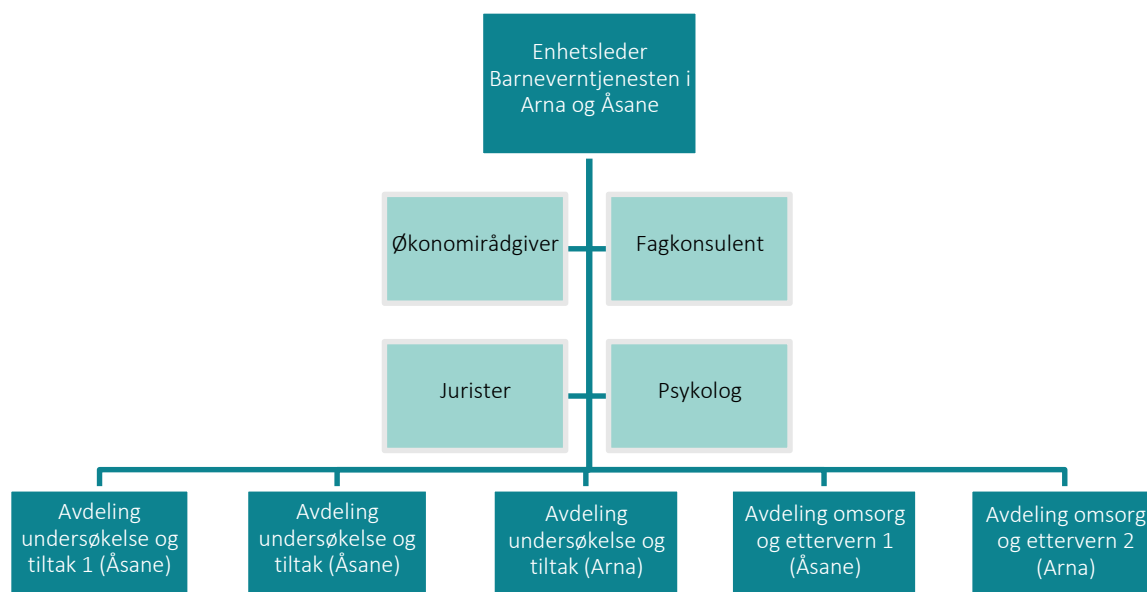 Enhetsleder
Barneverntjenesten i
Arna og Åsane
Økonomirådgiver
Fagkonsulent
Jurister
Psykolog
Avdeling
undersøkelse og
tiltak 1 (Åsane)
Avdeling
undersøkelse og
tiltak (Åsane)
Avdeling
undersøkelse og
tiltak (Arna)
Avdeling omsorg
og ettervern 1
(Åsane)
Avdeling omsorg
og ettervern 2
(Arna)